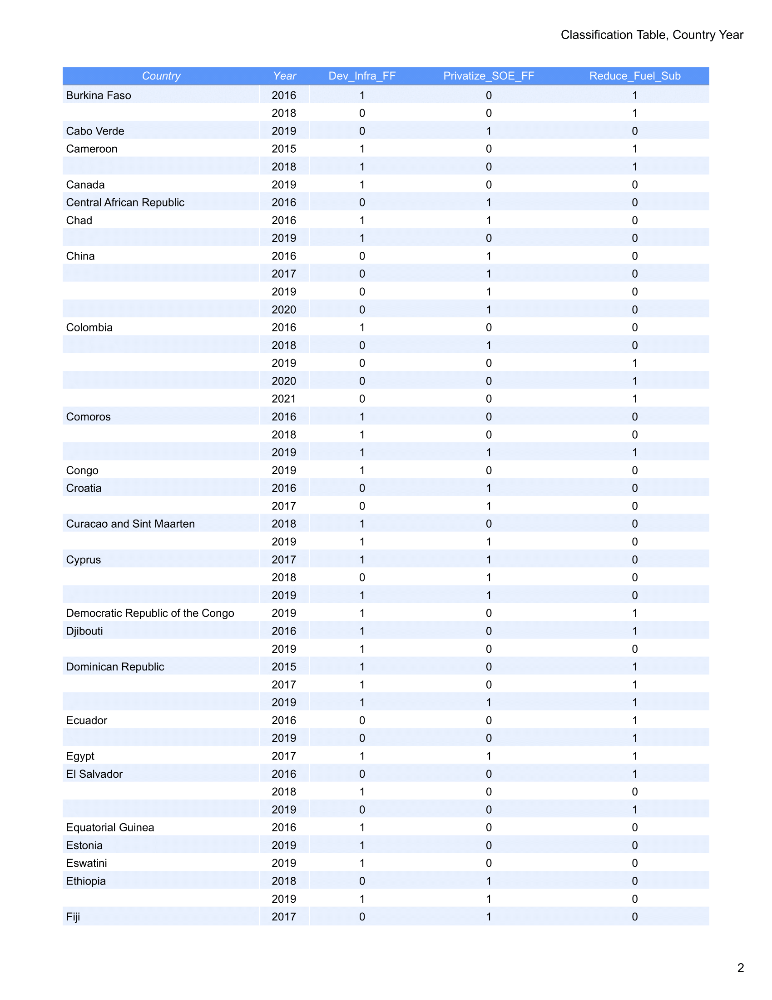 Classification Table, Country Year
Country Year Dev_Infra_FF Privatize_SOE_FF Reduce_Fuel_Sub
Burkina Faso 2016 1 0 1
2018 0 0 1
Cabo Verde 2019 0 1 0
Cameroon 2015 1 0 1
2018 1 0 1
Canada 2019 1 0 0
Central African Republic 2016 0 1 0
Chad 2016 1 1 0
2019 1 0 0
China 2016 0 1 0
2017 0 1 0
2019 0 1 0
2020 0 1 0
Colombia 2016 1 0 0
2018 0 1 0
2019 0 0 1
2020 0 0 1
2021 0 0 1
Comoros 2016 1 0 0
2018 1 0 0
2019 1 1 1
Congo 2019 1 0 0
Croatia 2016 0 1 0
2017 0 1 0
Curacao and Sint Maarten 2018 1 0 0
2019 1 1 0
Cyprus 2017 1 1 0
2018 0 1 0
2019 1 1 0
Democratic Republic of the Congo 2019 1 0 1
Djibouti 2016 1 0 1
2019 1 0 0
Dominican Republic 2015 1 0 1
2017 1 0 1
2019 1 1 1
Ecuador 2016 0 0 1
2019 0 0 1
Egypt 2017 1 1 1
El Salvador 2016 0 0 1
2018 1 0 0
2019 0 0 1
Equatorial Guinea 2016 1 0 0
Estonia 2019 1 0 0
Eswatini 2019 1 0 0
Ethiopia 2018 0 1 0
2019 1 1 0
Fiji 2017 0 1 0
2